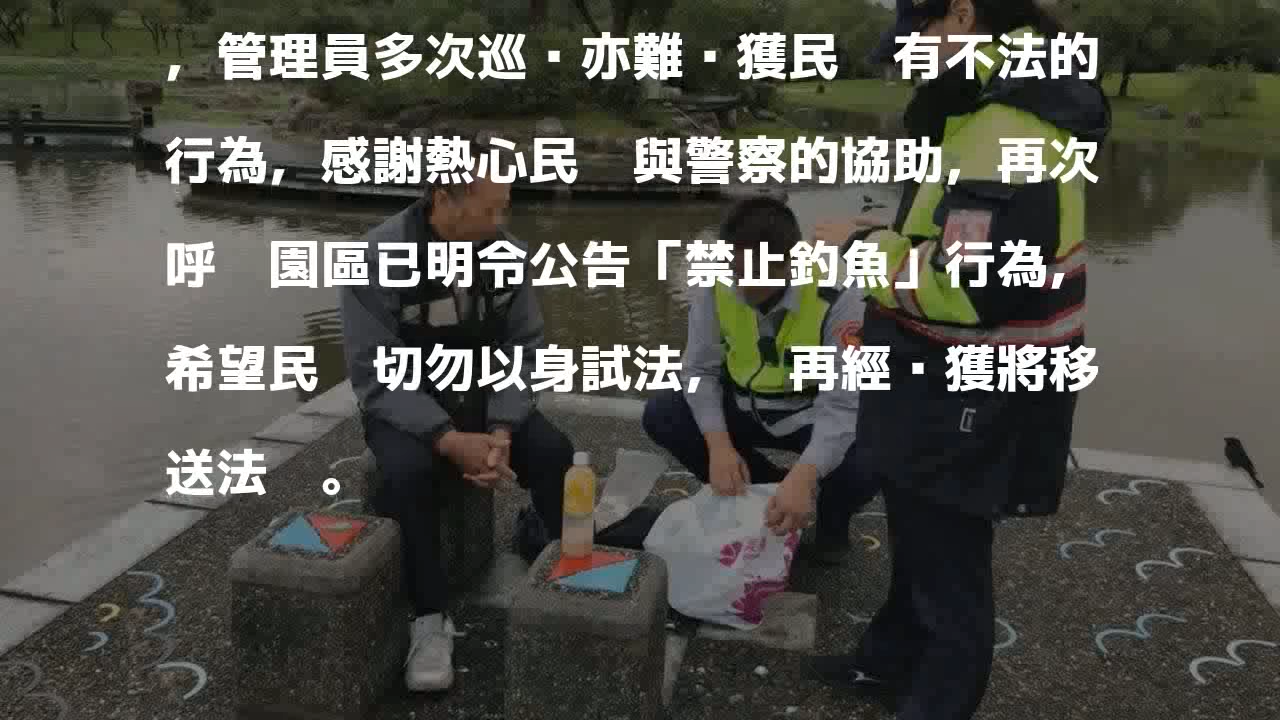 ，管理員多次巡·亦難·獲民　有不法的
行為，感謝熱心民　與警察的協助，再次
呼　園區已明令公告「禁止釣魚」行為，
希望民　切勿以身試法，　再經·獲將移
送法　。